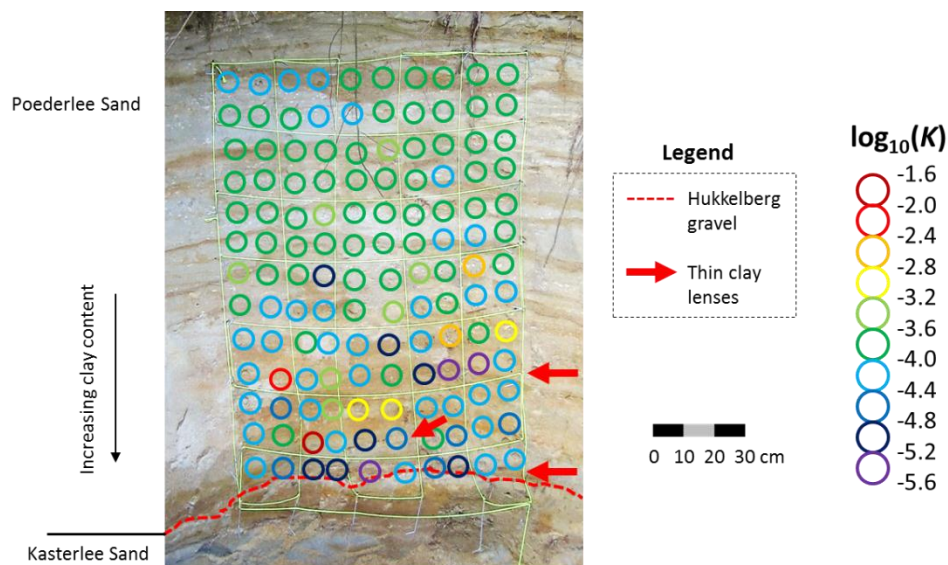 Poederlee Sand
Increasing clay content
Kasterlee Sand
Legend
Hukkelberg
gravel
Thin clay
lenses
0 10 20 30 cm
log₁₀(K)
-1.6
-2.0
-2.4
-2.8
-3.2
-3.6
-4.0
-4.4
-4.8
-5.2
-5.6